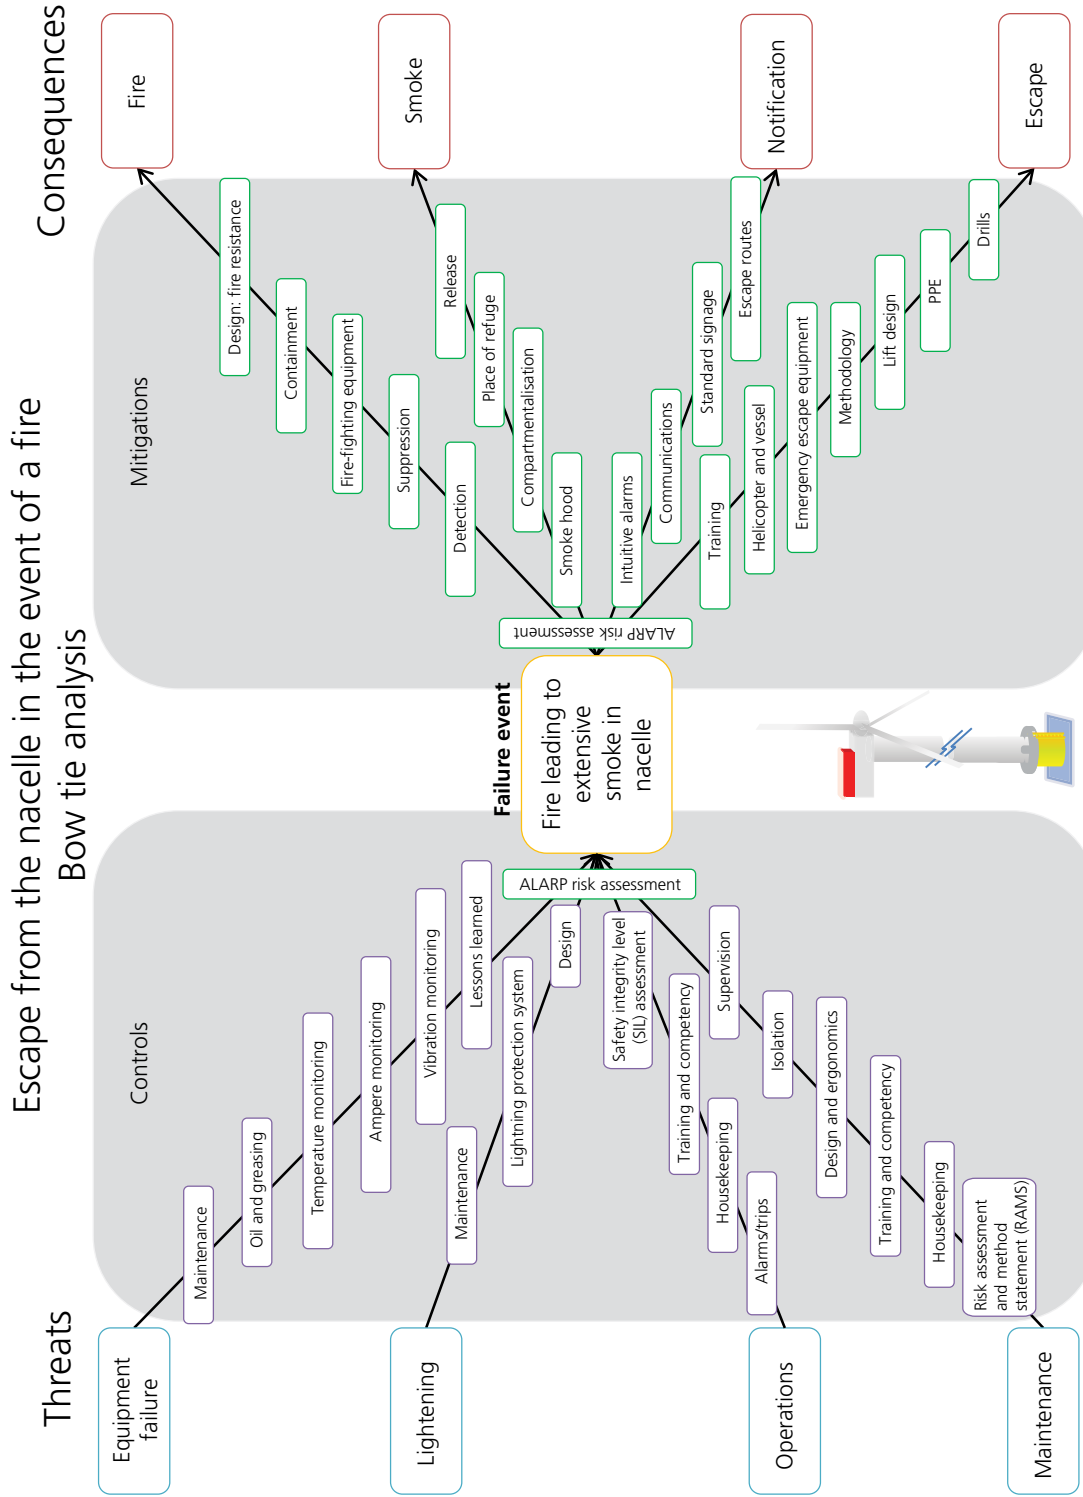 Escape from the nacelle in the event of a fire
Bow tie analysis
Threats
Consequences
Controls
Mitigations
Equipment
failure
Maintenance
Oil and greasing
Temperature monitoring
Ampere monitoring
Vibration monitoring
Lessons learned
Lightening
Maintenance
Lightning protection system
Design
Operations
Alarms/trips
Housekeeping
Training and competency
Safety integrity level
(SIL) assessment
Maintenance
Risk assessment
and method
statement (RAMS)
Housekeeping
Training and competency
Design and ergonomics
Isolation
Supervision
ALARP risk assessment
Failure event
Fire leading to
extensive
smoke in
nacelle
ALARP risk assessment
Detection
Suppression
Fire-fighting equipment
Containment
Design: fire resistance
Fire
Smoke hood
Compartmentalisation
Place of refuge
Release
Smoke
Intuitive alarms
Communications
Standard signage
Escape routes
Notification
Training
Helicopter and vessel
Emergency escape equipment
Methodology
Lift design
PPE
Drills
Escape